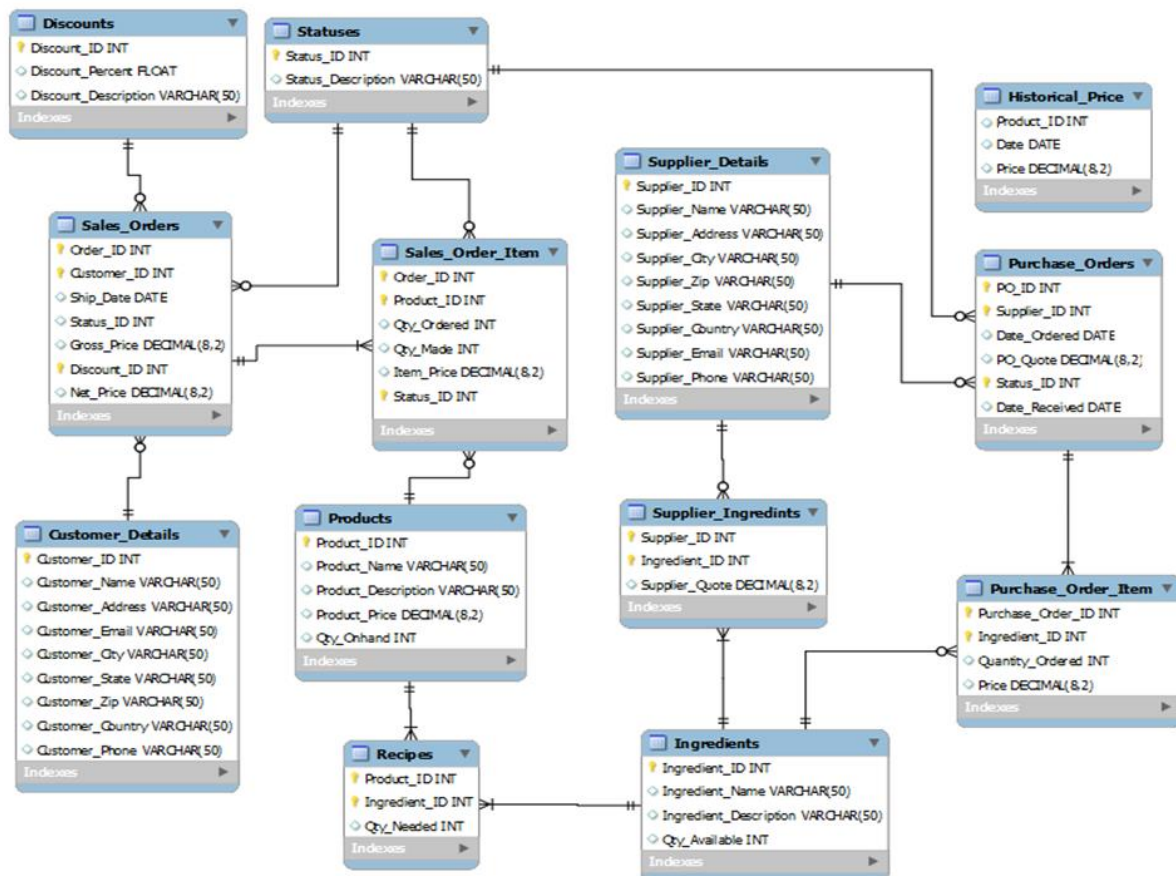 Discounts
Discount_ID INT
Discount_Percent FLOAT
Discount_Description VARCHAR(50)
Indexes
Statuses
Status_ID INT
Status_Description VARCHAR(50)
Indexes
Historical_Price
Product_ID INT
Date DATE
Price DECIMAL(8,2)
Indexes
Supplier_Details
Supplier_ID INT
Supplier_Name VARCHAR(50)
Supplier_Address VARCHAR(50)
Supplier_City VARCHAR(50)
Supplier_Zip VARCHAR(50)
Supplier_State VARCHAR(50)
Supplier_Country VARCHAR(50)
Supplier_Email VARCHAR(50)
Supplier_Phone VARCHAR(50)
Indexes
Sales_Orders
Order_ID INT
Customer_ID INT
Ship_Date DATE
Status_ID INT
Gross_Price DECIMAL(8,2)
Discount_ID INT
Net_Price DECIMAL(8,2)
Indexes
Sales_Order_Item
Order_ID INT
Product_ID INT
Qty_Ordered INT
Qty_Made INT
Item_Price DECIMAL(8,2)
Status_ID INT
Indexes
Purchase_Orders
PO_ID INT
Supplier_ID INT
Date_Ordered DATE
PO_Quote DECIMAL(8,2)
Status_ID INT
Date_Received DATE
Indexes
Customer_Details
Customer_ID INT
Customer_Name VARCHAR(50)
Customer_Address VARCHAR(50)
Customer_Email VARCHAR(50)
Customer_City VARCHAR(50)
Customer_State VARCHAR(50)
Customer_Zip VARCHAR(50)
Customer_Country VARCHAR(50)
Customer_Phone VARCHAR(50)
Indexes
Products
Product_ID INT
Product_Name VARCHAR(50)
Product_Description VARCHAR(50)
Product_Price DECIMAL(8,2)
Qty_Onhand INT
Indexes
Supplier_Ingredints
Supplier_ID INT
Ingredient_ID INT
Supplier_Quote DECIMAL(8,2)
Indexes
Purchase_Order_Item
Purchase_Order_ID INT
Ingredient_ID INT
Quantity_Ordered INT
Price DECIMAL(8,2)
Indexes
Recipes
Product_ID INT
Ingredient_ID INT
Qty_Needed INT
Indexes
Ingredients
Ingredient_ID INT
Ingredient_Name VARCHAR(50)
Ingredient_Description VARCHAR(50)
Qty_Available INT
Indexes